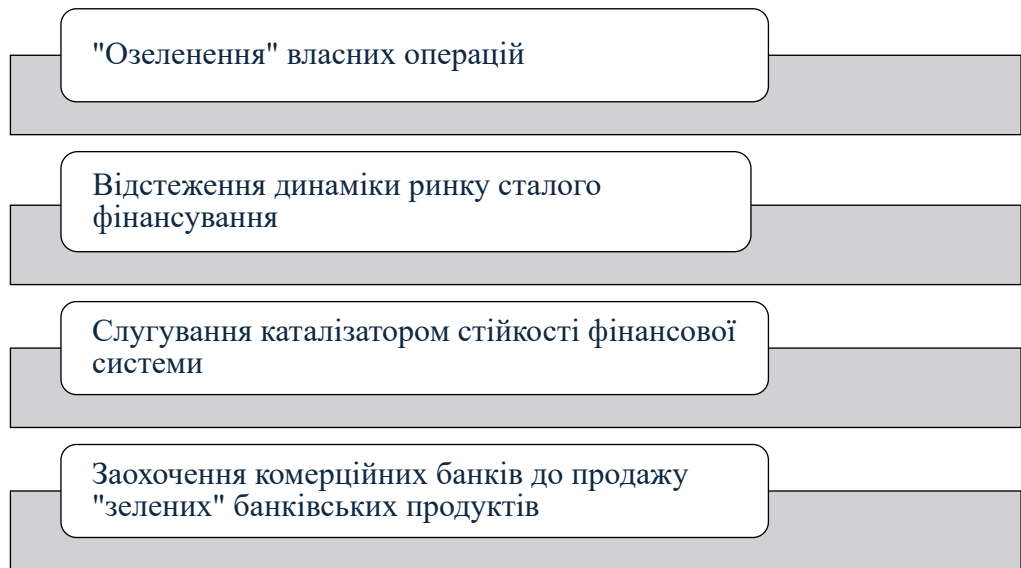 "Озеленення" власних операцій
Відстеження динаміки ринку сталого
фінансування
Слугування каталізатором стійкості фінансової
системи
Заохочення комерційних банків до продажу
"зелених" банківських продуктів